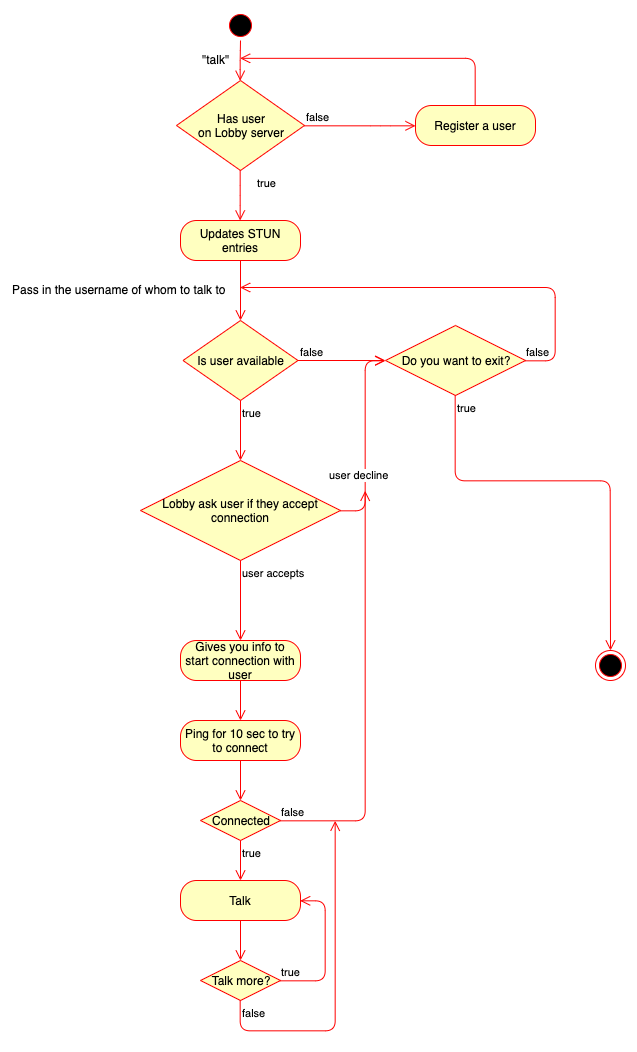 "talk"
Has user
on Lobby server
false
Register a user
true
Updates STUN
entries
Pass in the username of whom to talk to
Is user available
false
Do you want to exit?
false
true
true
user decline
Lobby ask user if they accept
connection
user accepts
Gives you info to
start connection with
user
Ping for 10 sec to try
to connect
Connected
false
true
Talk
Talk more?
true
false